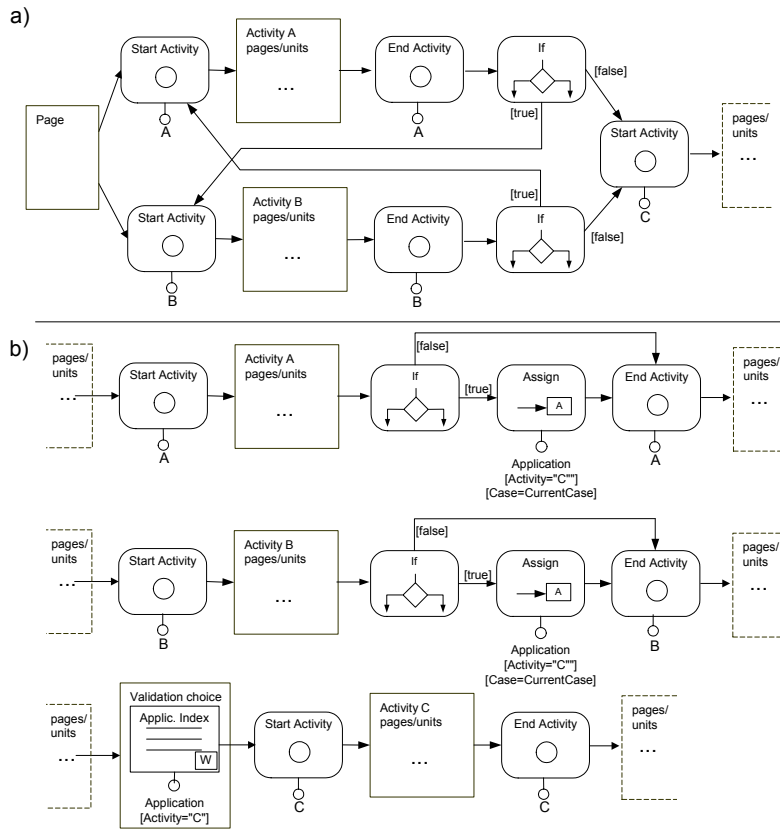 a)
Start Activity
A
Activity A
pages/units
...
End Activity
A
If
[false]
[true]
Page
Start Activity
C
pages/
units
...
Start Activity
B
Activity B
pages/units
...
End Activity
B
[true]
If
[false]
b)
pages/
units
...
Start Activity
A
Activity A
pages/units
...
[false]
If
[true]
Assign
A
Application
[Activity="C""]
[Case=CurrentCase]
End Activity
A
pages/
units
...
pages/
units
...
Start Activity
B
Activity B
pages/units
...
[false]
If
[true]
Assign
A
Application
[Activity="C""]
[Case=CurrentCase]
End Activity
B
pages/
units
...
pages/
units
...
Validation choice
Applic. Index
W
Application
[Activity="C"]
Start Activity
C
Activity C
pages/units
...
End Activity
C
pages/
units
...